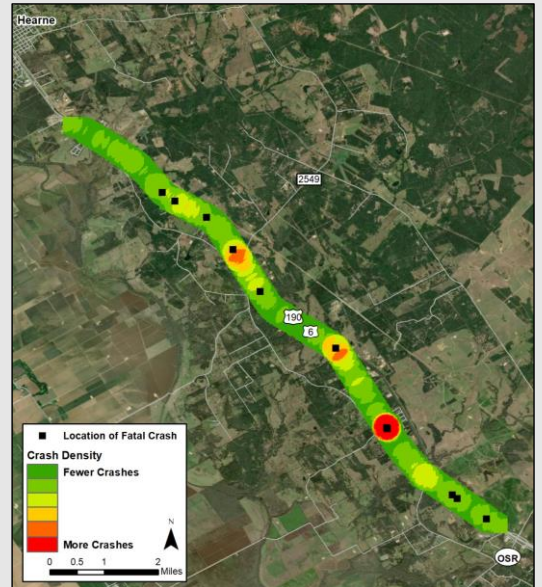 Hearne
2549
190
6
Location of Fatal Crash
Crash Density
Fewer Crashes
More Crashes
N
0 0.5 1 2
Miles
OSR